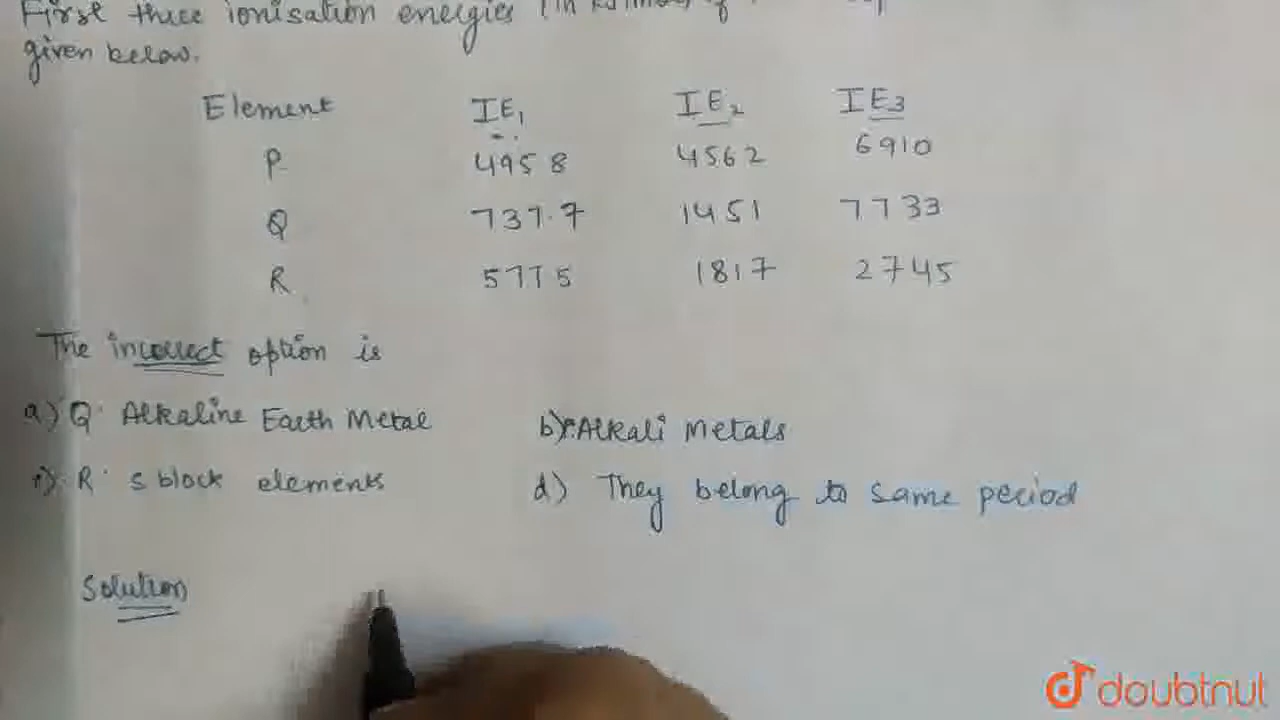 First three ionisation energies (in
given below.
Element IE1 IE2 IE3
P 495 8 4562 6910
Q 737.7 1451 7733
R 577 5 1817 2745
The incorrect option is
a) Q: Alkaline Earth Metal b) P: Alkali Metals
c) R: s block elements d) They belong to same period
Solution
doubtnut